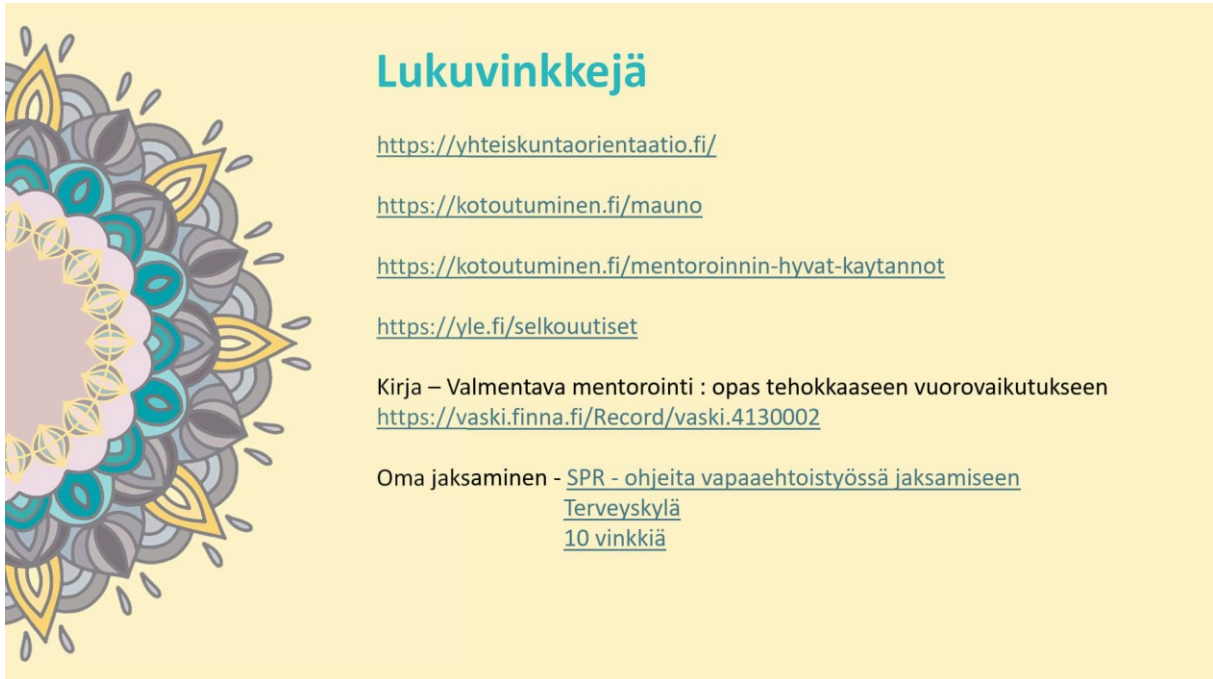 Lukuvinkkejä
https://yhteiskuntaorientaatio.fi/
https://kotoutuminen.fi/mauno
https://kotoutuminen.fi/mentoroinnin-hyvat-kaytannot
https://yle.fi/selkouutiset
Kirja – Valmentava mentorointi : opas tehokkaaseen vuorovaikutukseen
https://vaski.finna.fi/Record/vaski.4130002
Oma jaksaminen - SPR - ohjeita vapaaehtoistyössä jaksamiseen
Terveyskylä
10 vinkkiä